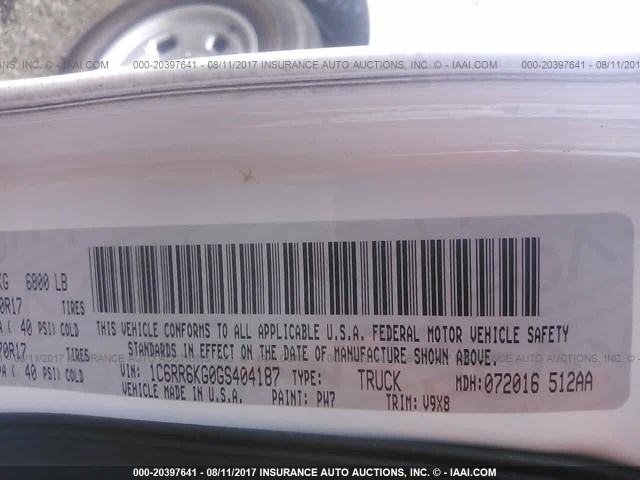 000-20397641 - 08/11/2017 INSURANCE AUTO AUCTIONS, INC. - IAAI.COM
KG 6800 LB
0R17 TIRES
A ( 40 PSI) COLD
70R17 TIRES
A ( 40 PSI) COLD
THIS VEHICLE CONFORMS TO ALL APPLICABLE U.S.A. FEDERAL MOTOR VEHICLE SAFETY
STANDARDS IN EFFECT ON THE DATE OF MANUFACTURE SHOWN ABOVE.
VIN: 1C6RR6KG0GS404187 TYPE: TRUCK MDH:072016 512AA
VEHICLE MADE IN U.S.A. PAINT: PW7 TRIM: V9X8
000-20397641 - 08/11/2017 INSURANCE AUTO AUCTIONS, INC. - IAAI.COM